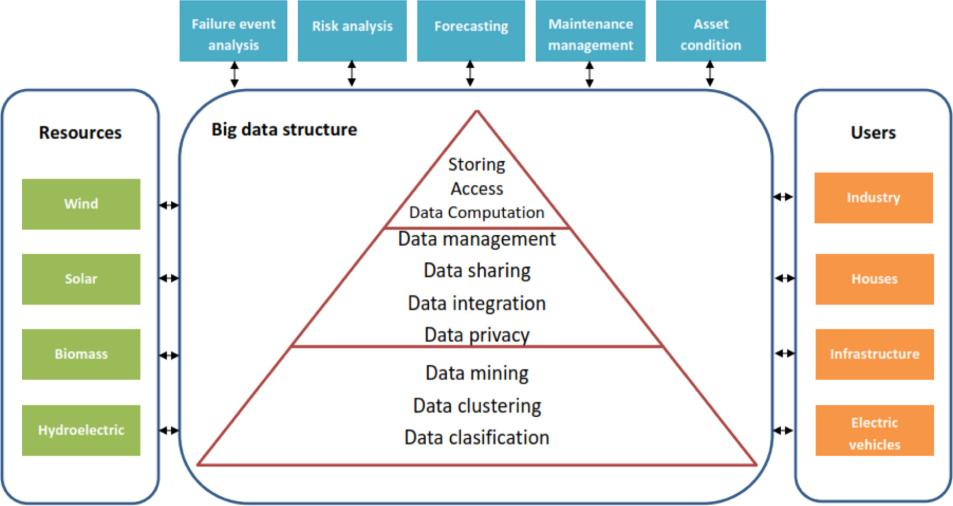 Failure event
analysis
Risk analysis
Forecasting
Maintenance
management
Asset
condition
Resources
Wind
Solar
Biomass
Hydroelectric
Big data structure
Storing
Access
Data Computation
Data management
Data sharing
Data integration
Data privacy
Data mining
Data clustering
Data clasification
Users
Industry
Houses
Infrastructure
Electric
vehicles